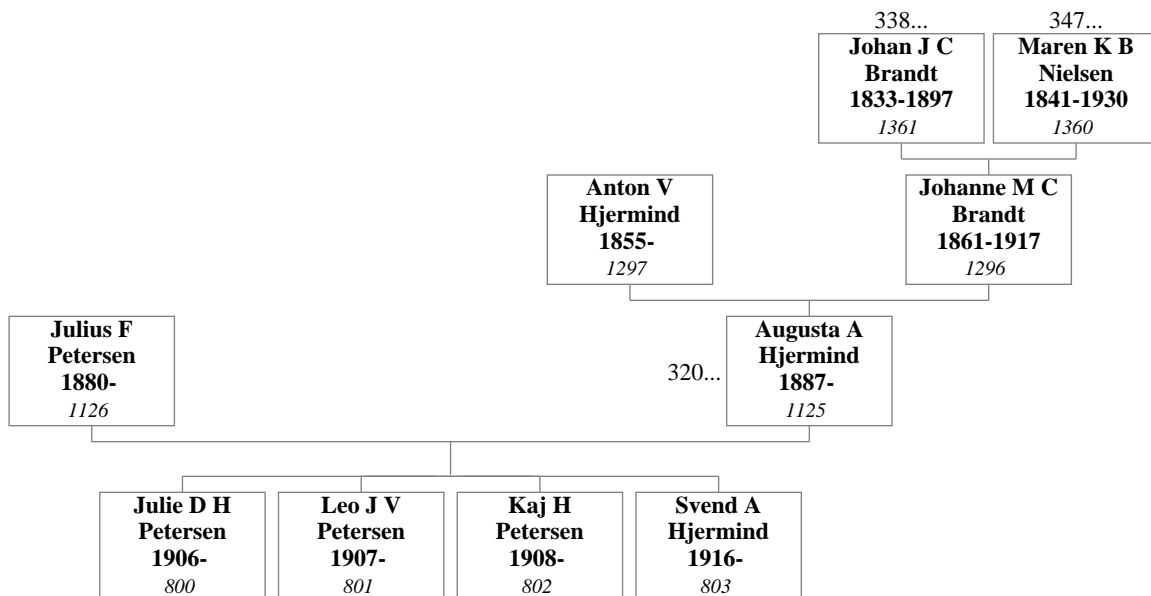 338...
347...
Johan J C
Brandt
1833-1897
1361
Maren K B
Nielsen
1841-1930
1360
Anton V
Hjermind
1855-
1297
Johanne M C
Brandt
1861-1917
1296
Julius F
Petersen
1880-
1126
320...
Augusta A
Hjermind
1887-
1125
Julie D H
Petersen
1906-
800
Leo J V
Petersen
1907-
801
Kaj H
Petersen
1908-
802
Svend A
Hjermind
1916-
803